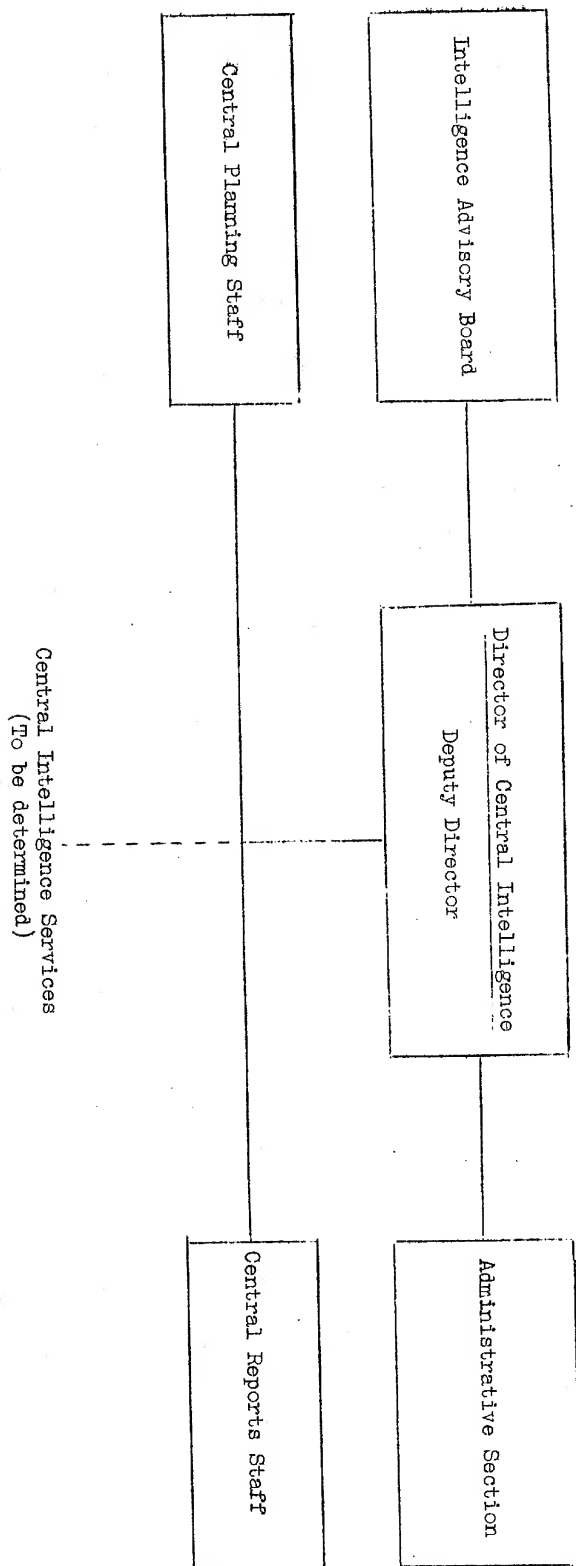 Intelligence Advisory Board
Director of Central Intelligence
Deputy Director
Administrative Section
Central Planning Staff
Central Reports Staff
Central Intelligence Services
(To be determined)